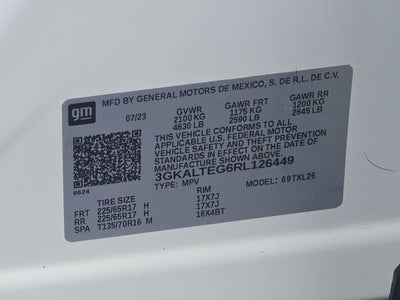 gm
MFD BY GENERAL MOTORS DE MEXICO, S. DE R.L. DE C.V.
07/23 GVWR GAWR FRT GAWR RR
2100 KG 1175 KG 1200 KG
4630 LB 2590 LB 2645 LB
THIS VEHICLE CONFORMS TO ALL
APPLICABLE U.S. FEDERAL MOTOR
VEHICLE SAFETY AND THEFT PREVENTION
STANDARDS IN EFFECT ON THE DATE
OF MANUFACTURE SHOWN ABOVE.
3GKALTEG6RL126449
8624 TYPE: MPV MODEL: 69TXL26
TIRE SIZE RIM
FRT 225/65R17 H 17X7J
RR 225/65R17 H 17X7J
SPA T135/70R16 M 16X4BT